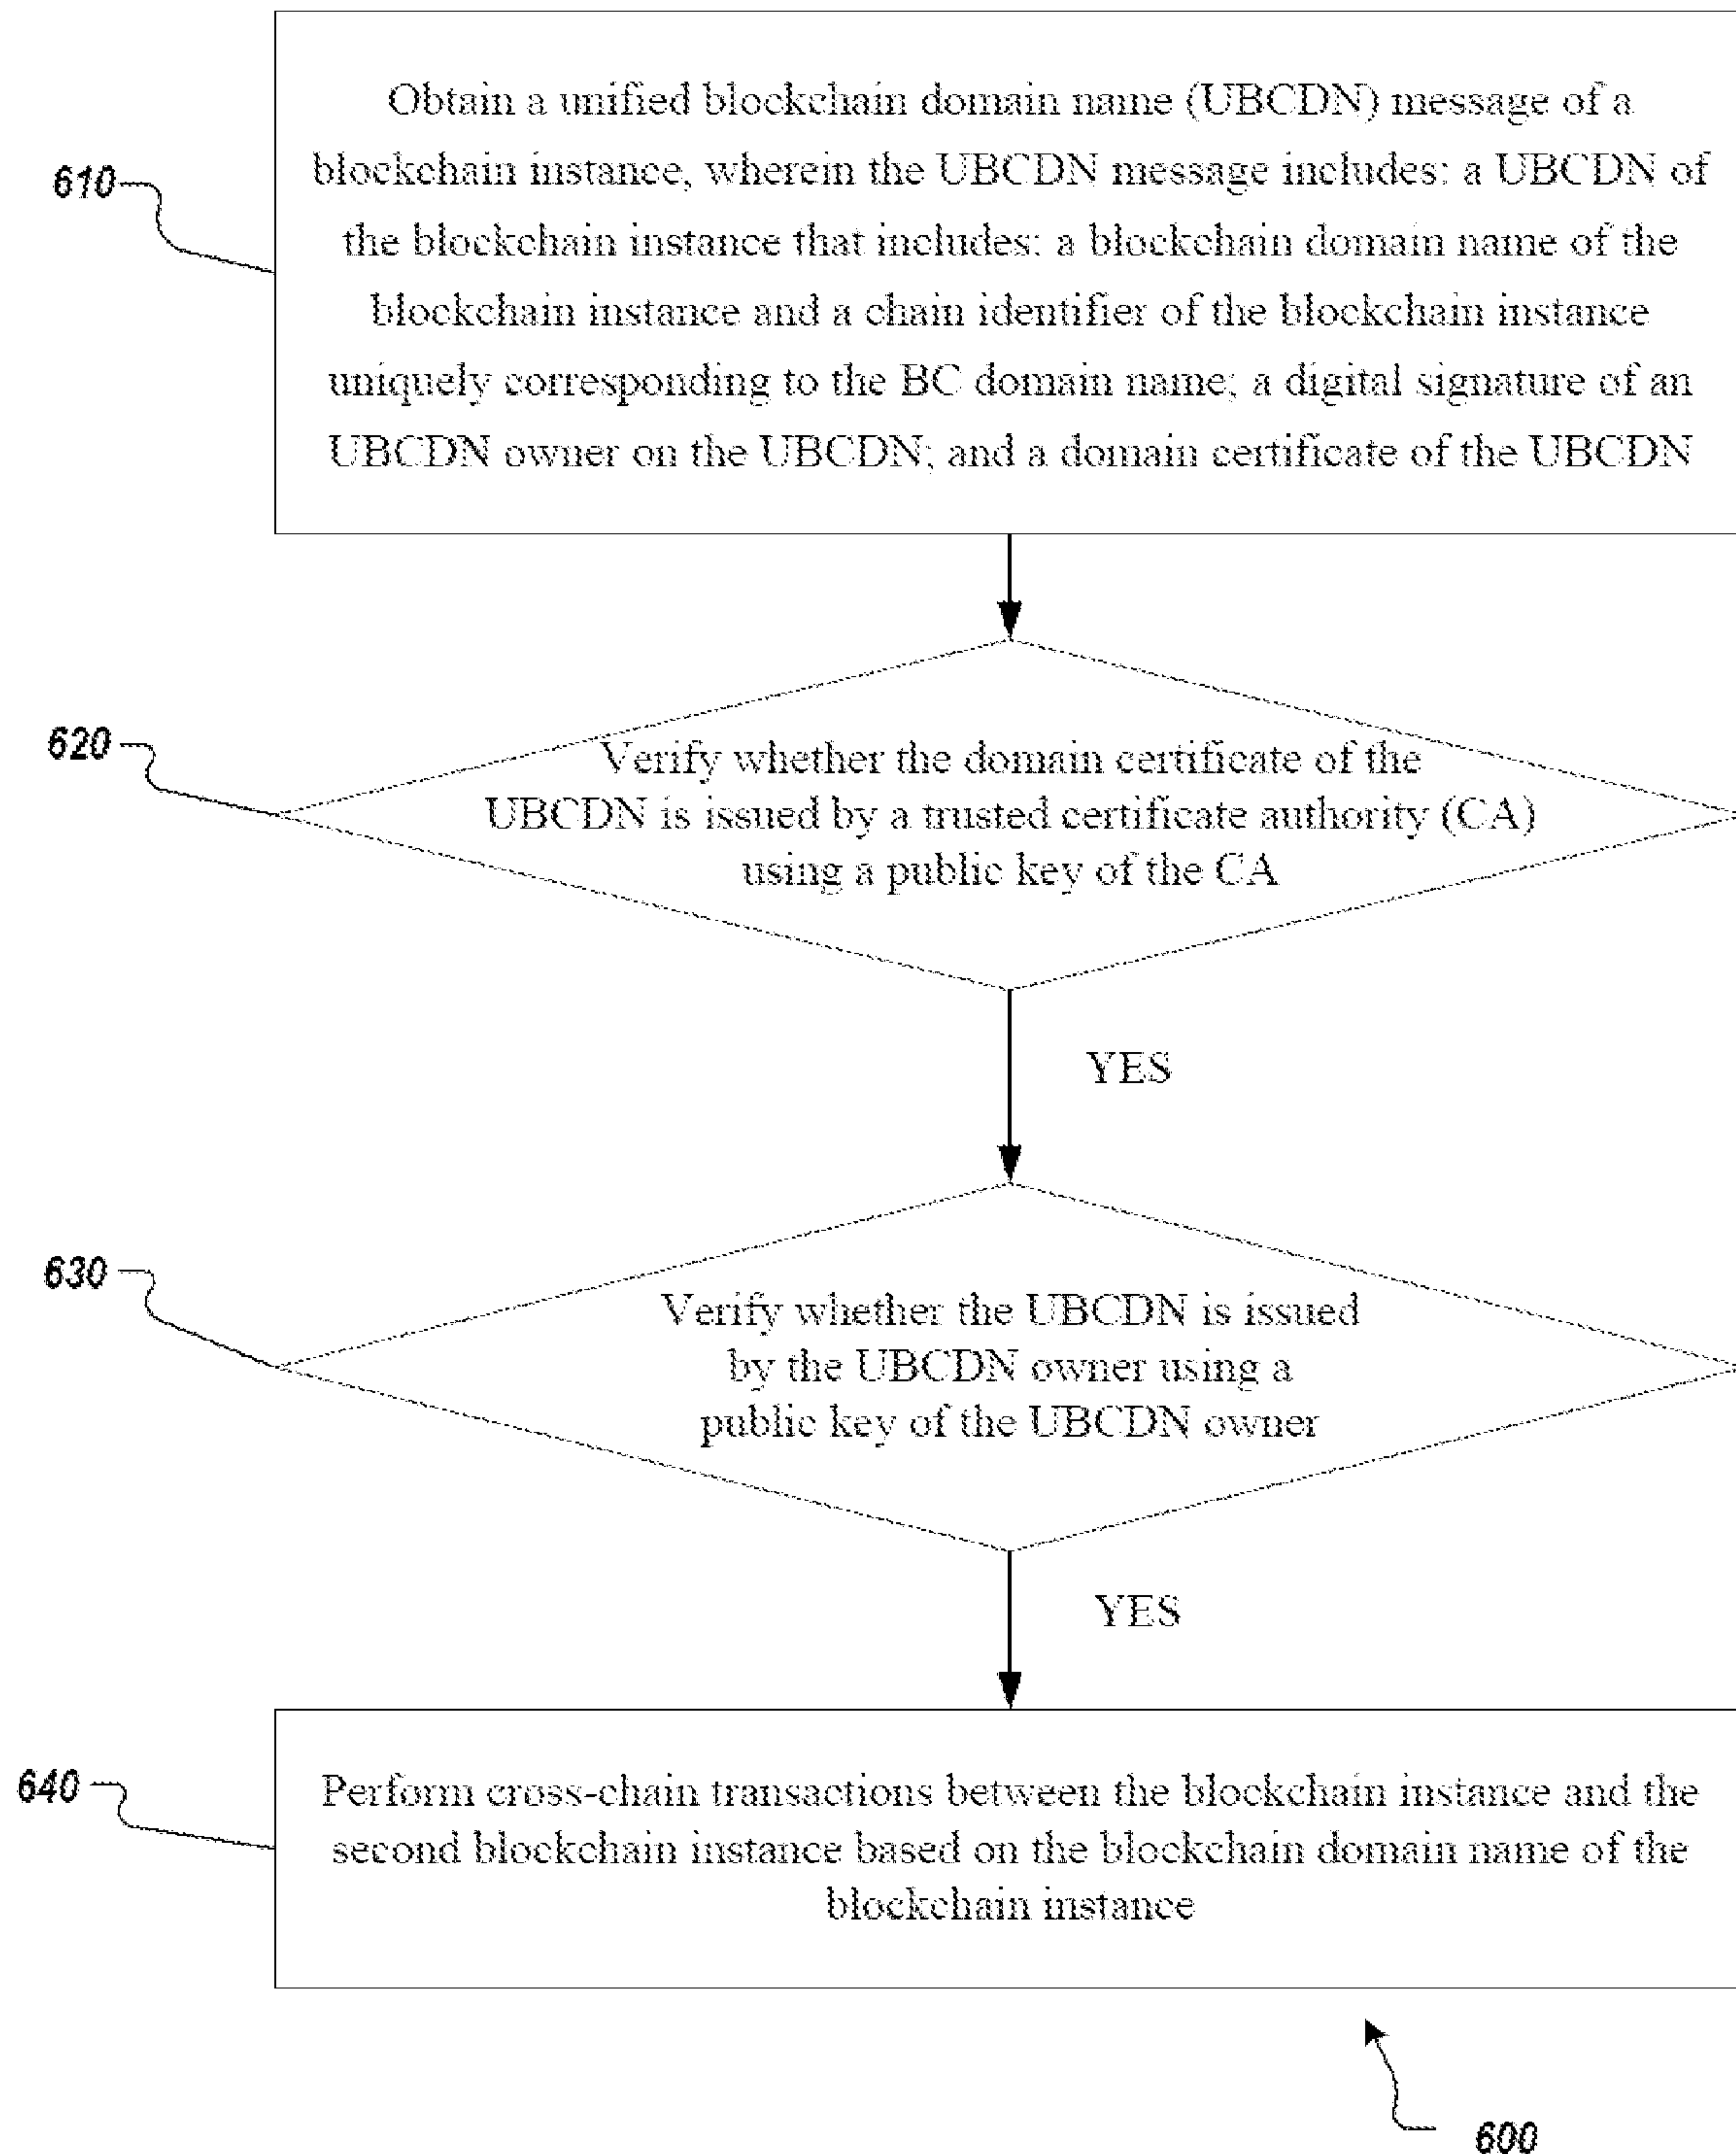 Obtain a unified blockchain domain name (UBCDN) message of a
610
blockchain instance, wherein the UBCDN message includes: a UBCDN of
the blockchain instance that includes: a blockchain domain name of the
blockchain instance and a chain identifier of the blockchain instance
uniquely corresponding to the BC domain name; a digital signature of an
UBCDN owner on the UBCDN; and a domain certificate of the UBCDN
620
Verify whether the domain certificate of the
UBCDN is issued by a trusted certificate authority (CA)
using a public key of the CA
YES
630
Verify whether the UBCDN is issued
by the UBCDN owner using a
public key of the UBCDN owner
YES
640
Perform cross-chain transactions between the blockchain instance and the
second blockchain instance based on the blockchain domain name of the
blockchain instance
600